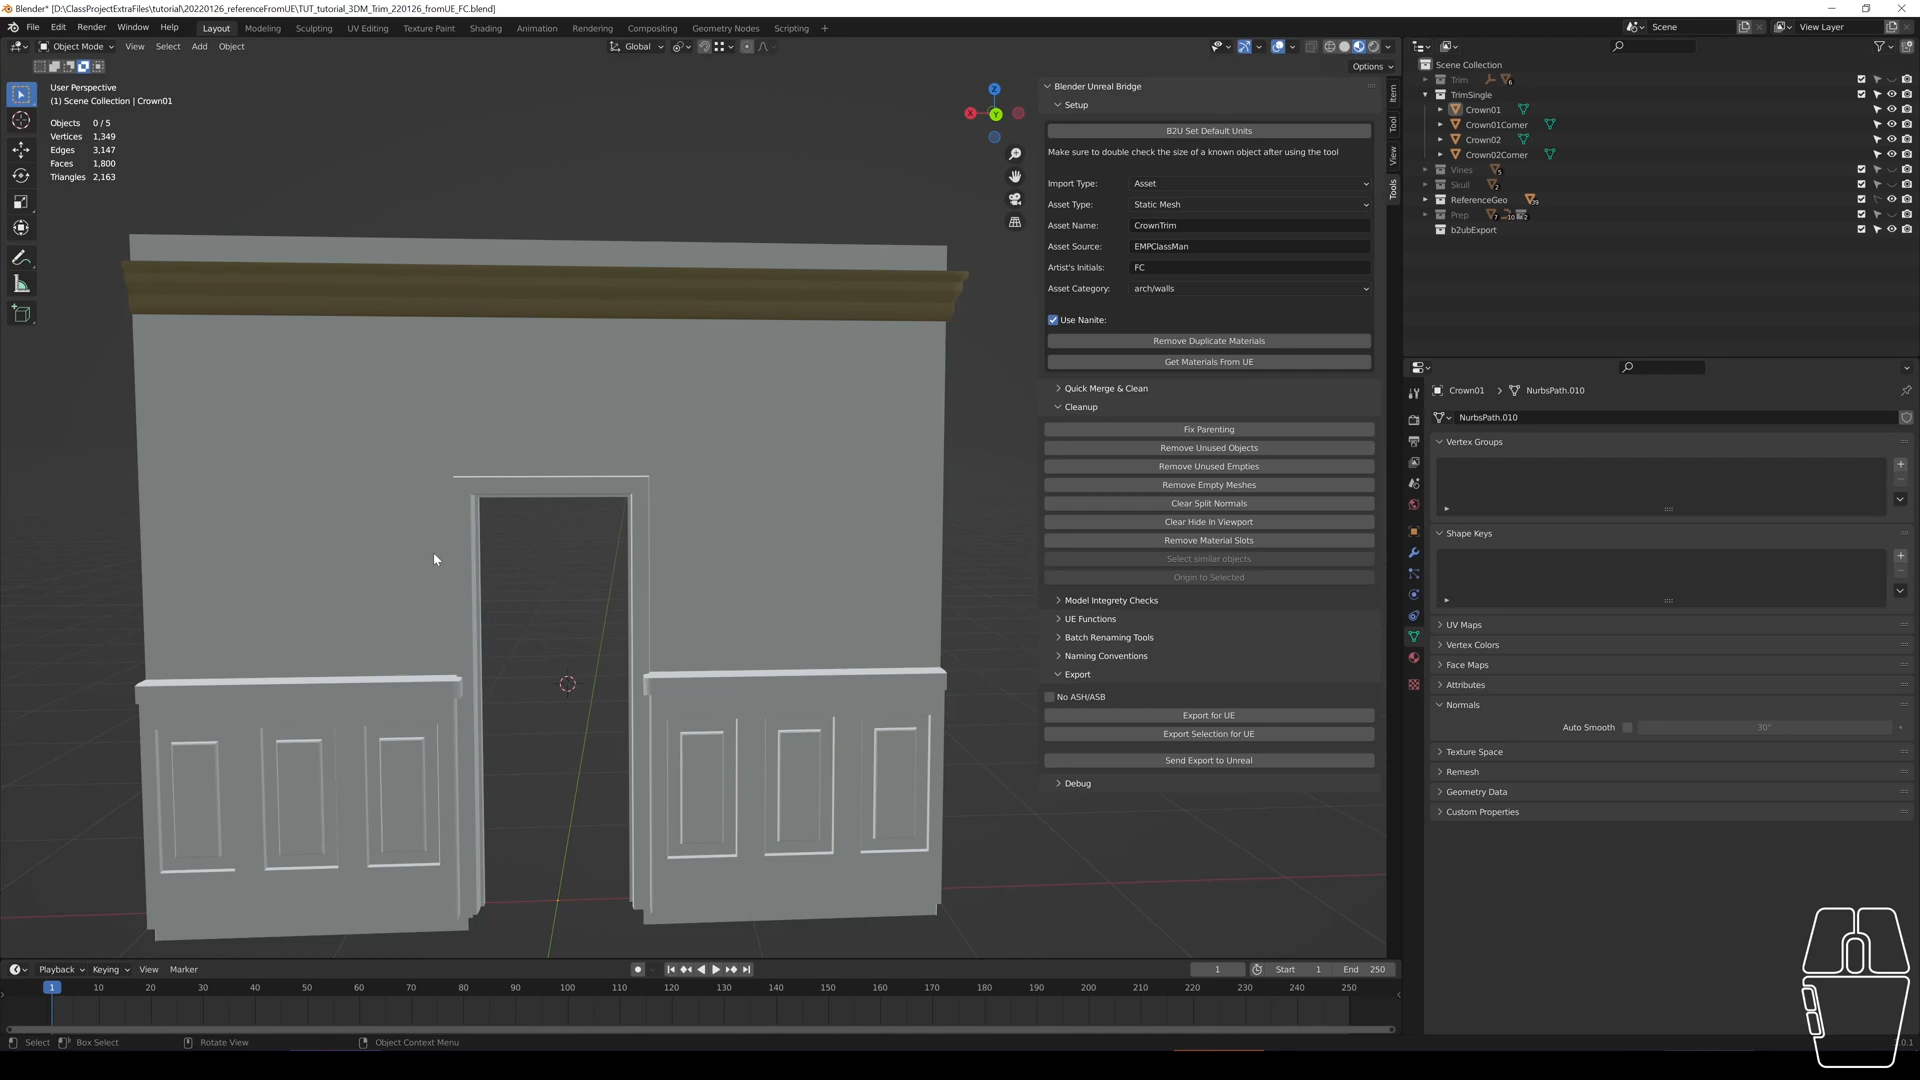 Blender* [D:\ClassProjectExtraFiles\tutorial\20220126_referenceFromUE\TUT_tutorial_3DM_Trim_220126_fromUE_FC.blend]
File Edit Render Window Help Layout Modeling Sculpting UV Editing Texture Paint Shading Animation Rendering Compositing Geometry Nodes Scripting + Scene View Layer
Object Mode View Select Add Object Global
Options
User Perspective
(1) Scene Collection | Crown01
Objects 0 / 5
Vertices 1,349
Edges 3,147
Faces 1,800
Triangles 2,163
Z
X
Y
Blender Unreal Bridge
Setup
B2U Set Default Units
Make sure to double check the size of a known object after using the tool
Import Type: Asset
Asset Type: Static Mesh
Asset Name: CrownTrim
Asset Source: EMPClassMan
Artist's Initials: FC
Asset Category: arch/walls
Use Nanite:
Remove Duplicate Materials
Get Materials From UE
Quick Merge & Clean
Cleanup
Fix Parenting
Remove Unused Objects
Remove Unused Empties
Remove Empty Meshes
Clear Split Normals
Clear Hide In Viewport
Remove Material Slots
Select similar objects
Origin to Selected
Model Integrety Checks
UE Functions
Batch Renaming Tools
Naming Conventions
Export
No ASH/ASB
Export for UE
Export Selection for UE
Send Export to Unreal
Debug
Item
Tool
View
Tools
Scene Collection
Trim 6
TrimSingle
Crown01
Crown01Corner
Crown02
Crown02Corner
Vines 5
Skull 2
ReferenceGeo 39
Prep 7 10 2
b2ubExport
Crown01 > NurbsPath.010
NurbsPath.010
Vertex Groups
Shape Keys
UV Maps
Vertex Colors
Face Maps
Attributes
Normals
Auto Smooth 30°
Texture Space
Remesh
Geometry Data
Custom Properties
Playback Keying View Marker 1 Start 1 End 250
1 10 20 30 40 50 60 70 80 90 100 110 120 130 140 150 160 170 180 190 200 210 220 230 240 250
Select Box Select Rotate View Object Context Menu